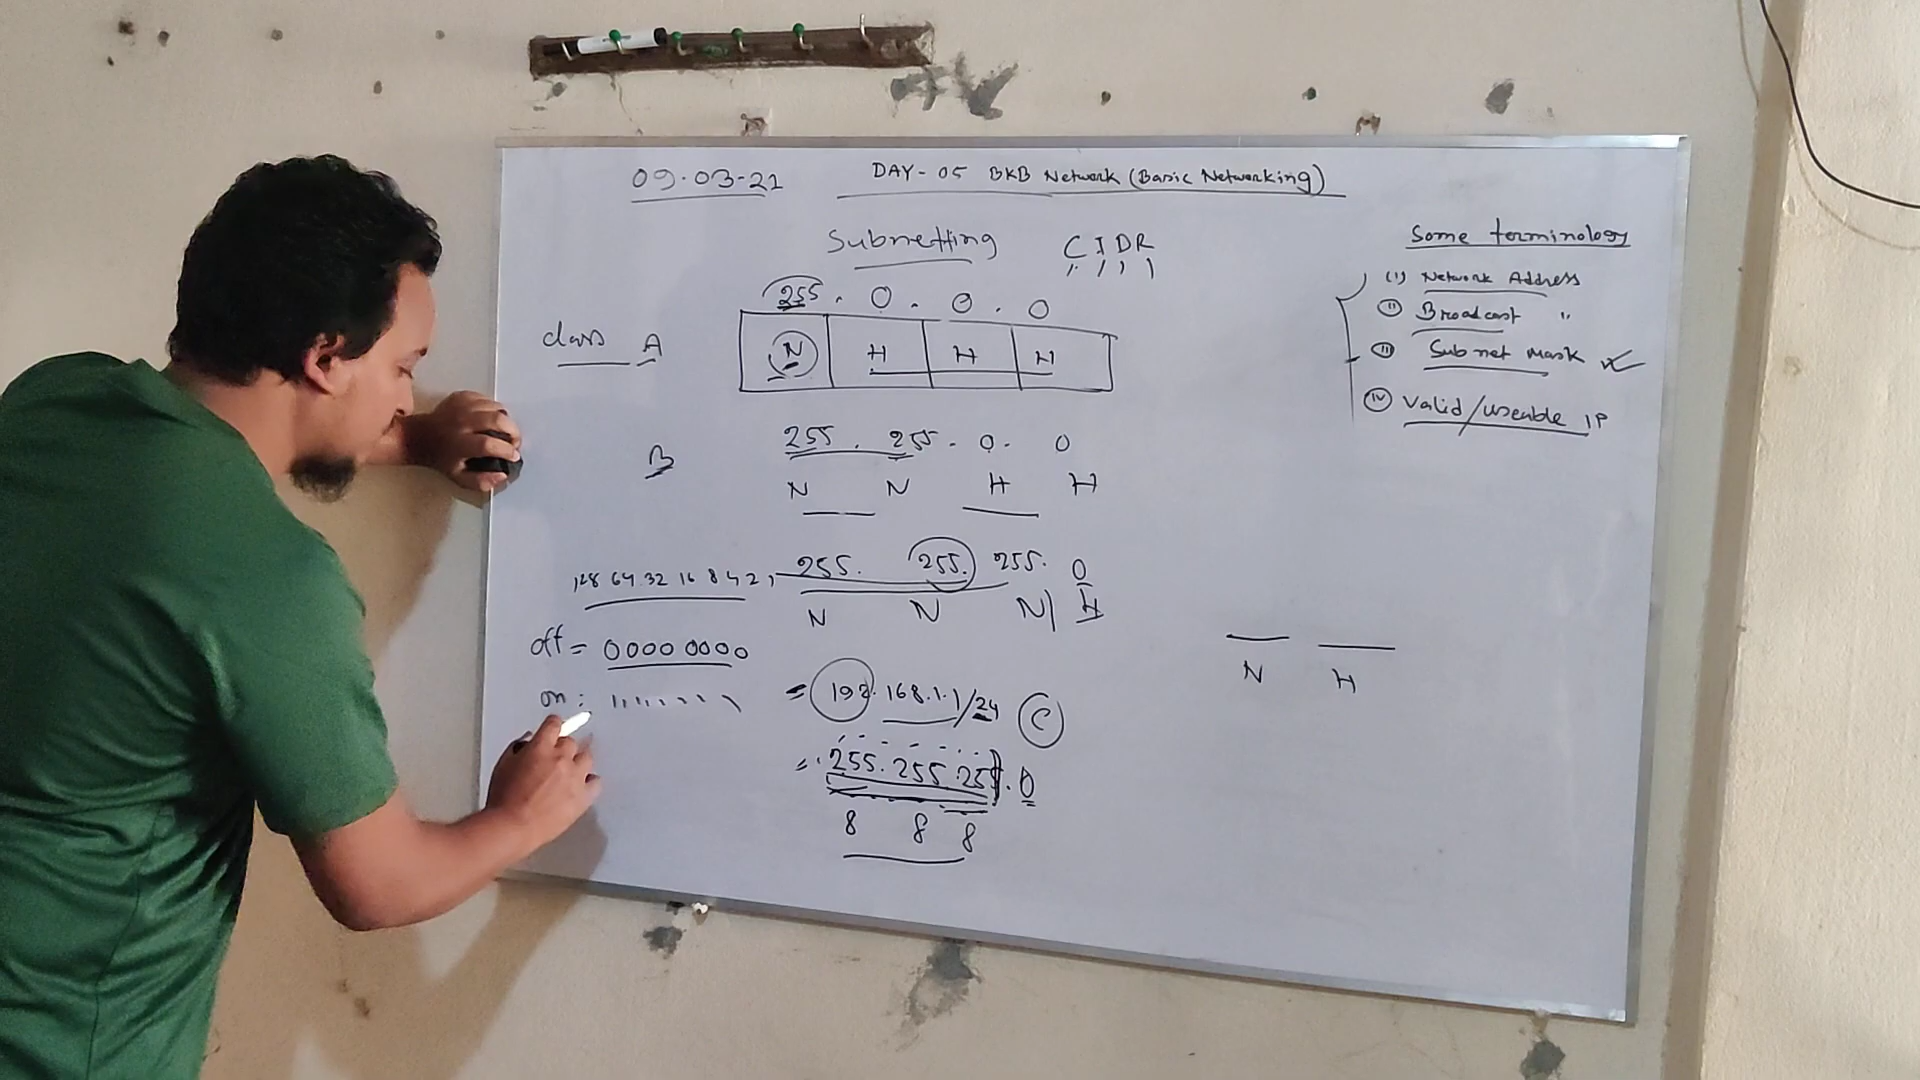 09-03-21
DAY-05 BKB Network (Basic Networking)
Subnetting CIDR
255.0.0.0
class A
N H H H
B
255.255.0.0
N N H H
128 64 32 16 8 4 2 1
255. 255. 255. 0
N N N H
off = 0000 0000
on: 11111111
= 192.168.1.1/24 C
= 255.255.255.0
8 8 8
Some terminology
(i) Network Address
(ii) Broadcast "
(iii) Subnet Mask ✓
(iv) Valid/useable IP
N H